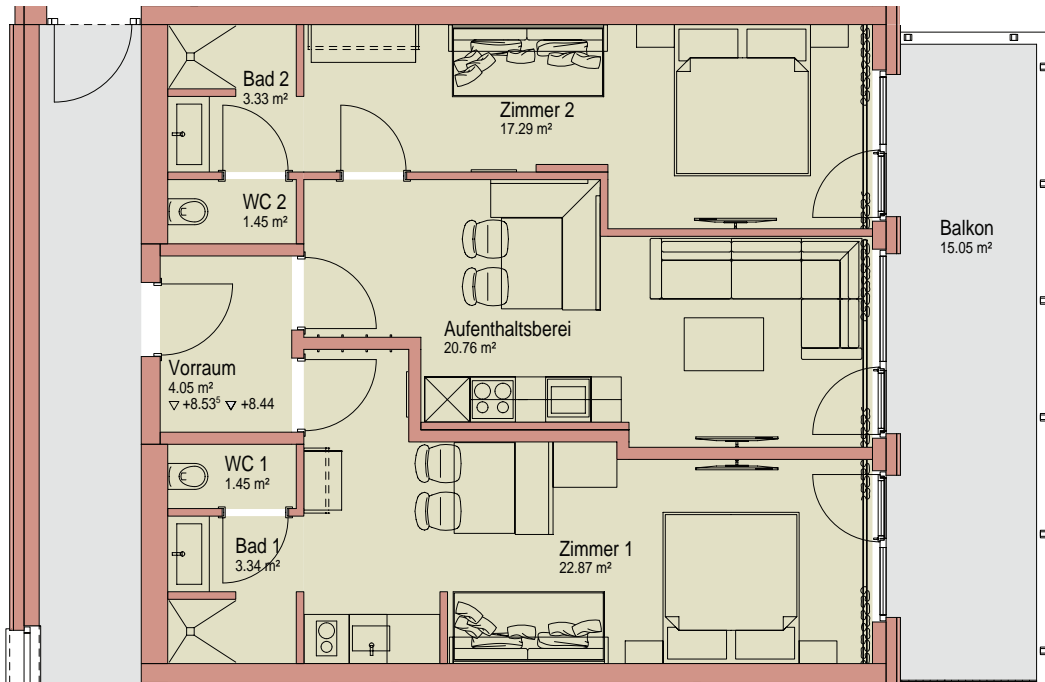 Bad 2
3.33 m²
Zimmer 2
17.29 m²
WC 2
1.45 m²
Balkon
15.05 m²
Aufenthaltsberei
20.76 m²
Vorraum
4.05 m²
▽ +8.53⁵ ▽ +8.44
WC 1
1.45 m²
Bad 1
3.34 m²
Zimmer 1
22.87 m²